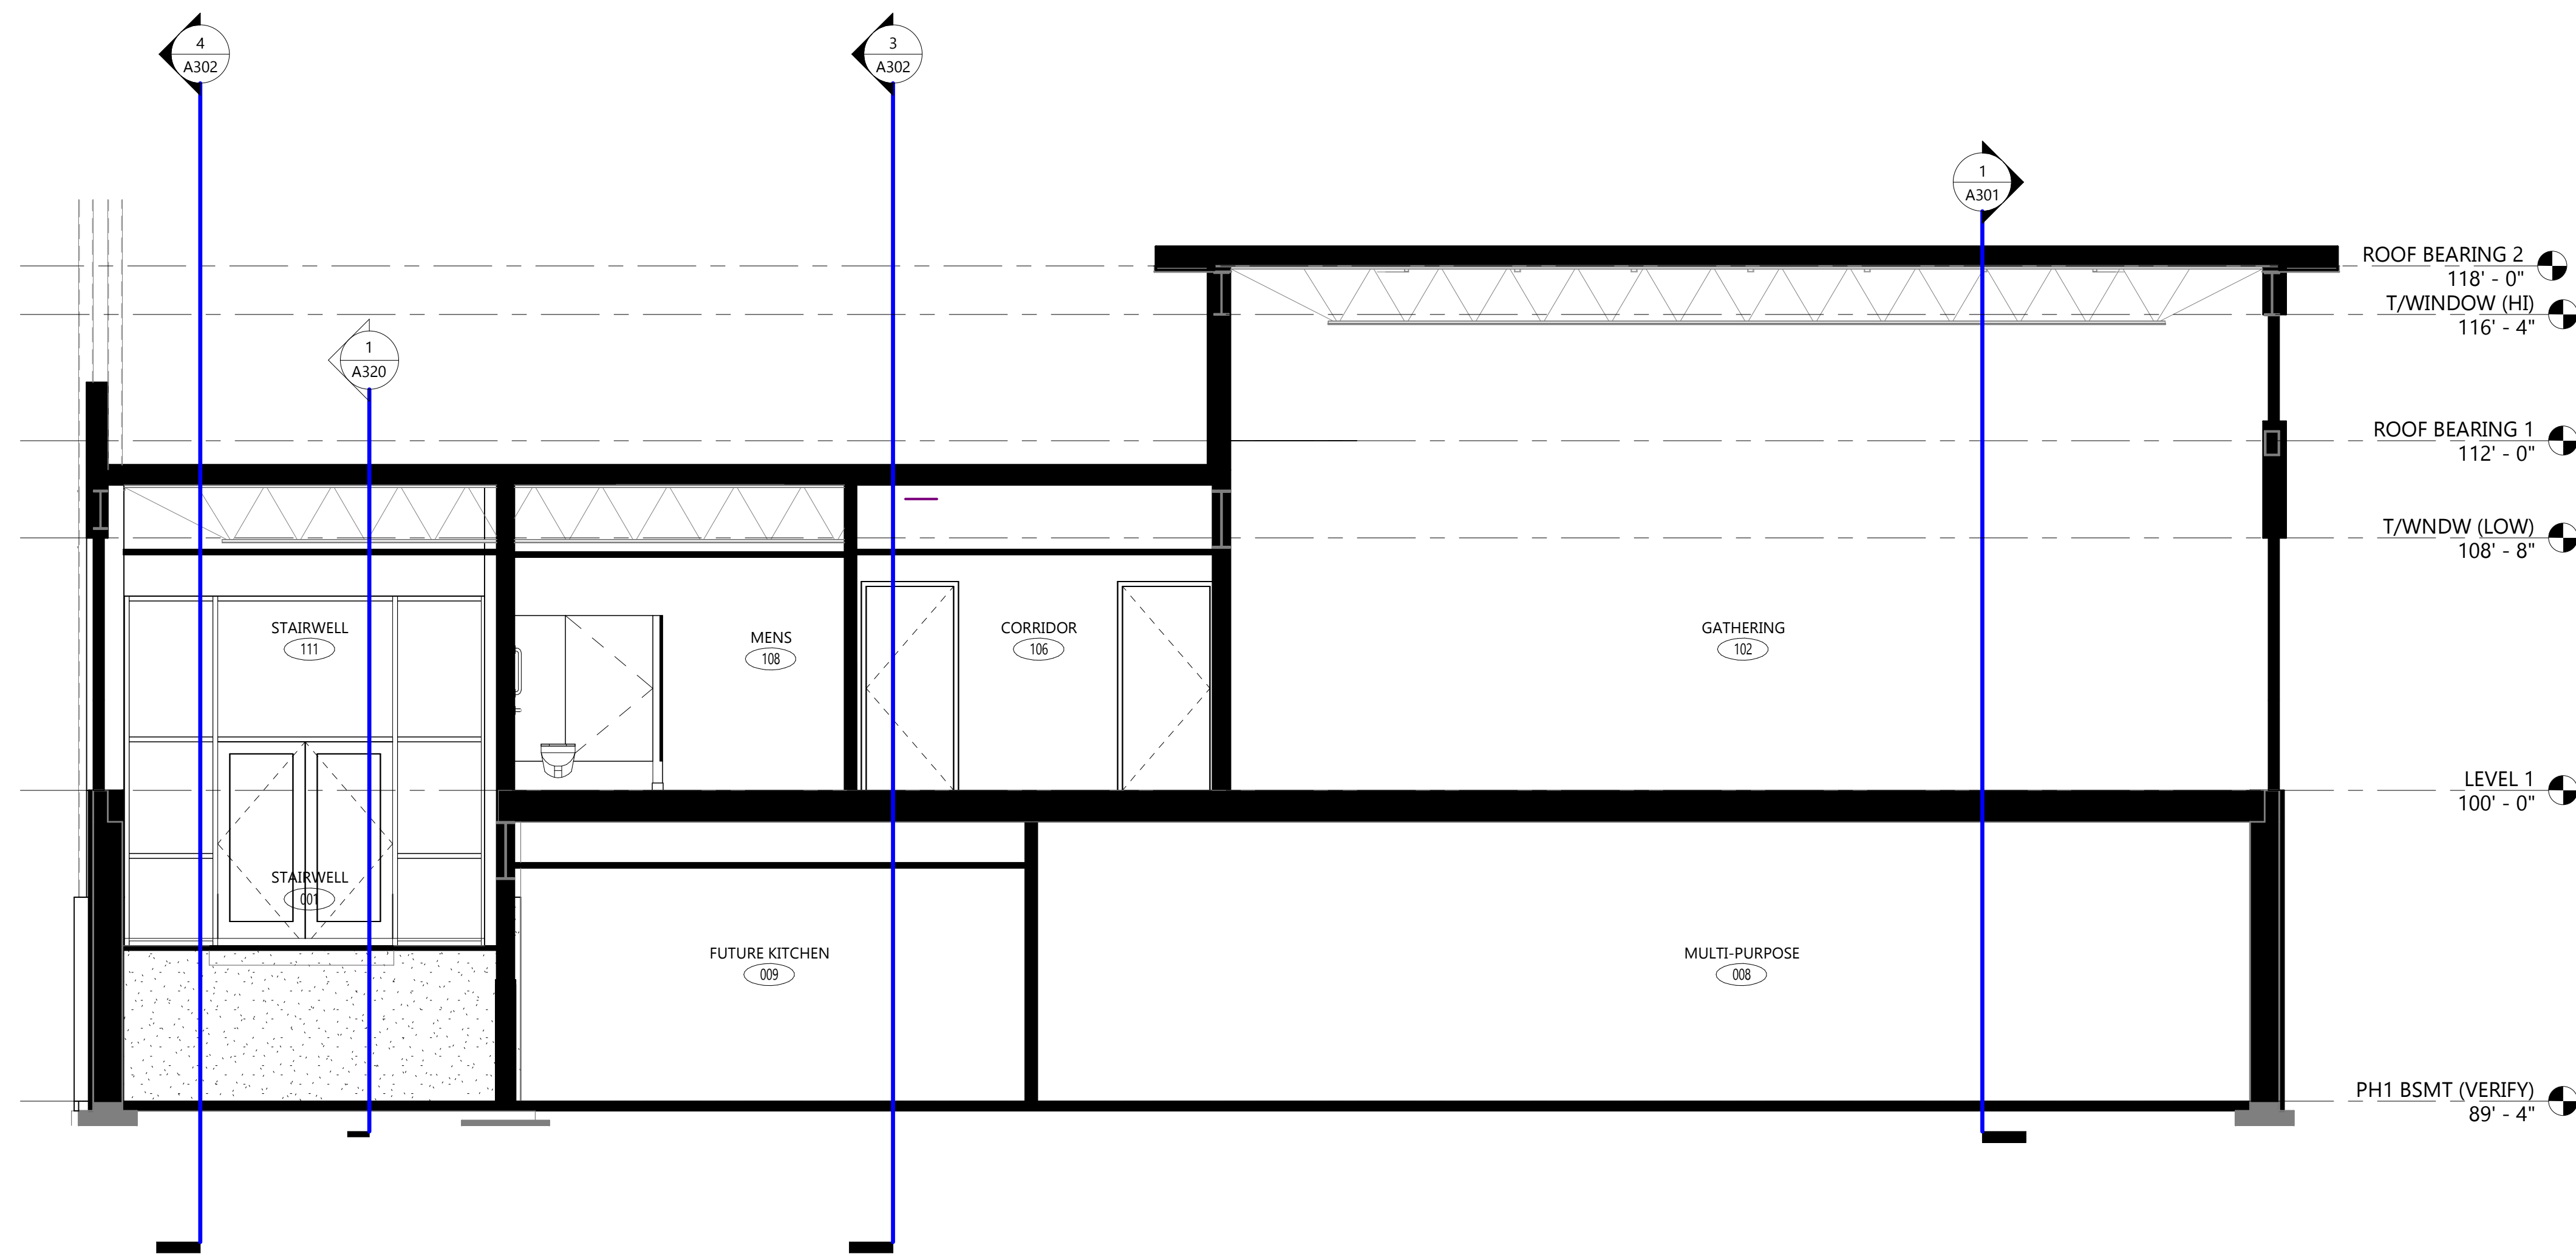 4
A302
3
A302
1
A301
1
A320
ROOF BEARING 2
118' - 0"
T/WINDOW (HI)
116' - 4"
ROOF BEARING 1
112' - 0"
T/WNDW (LOW)
108' - 8"
STAIRWELL
111
MENS
108
CORRIDOR
106
GATHERING
102
LEVEL 1
100' - 0"
STAIRWELL
001
FUTURE KITCHEN
009
MULTI-PURPOSE
008
PH1 BSMT (VERIFY)
89' - 4"